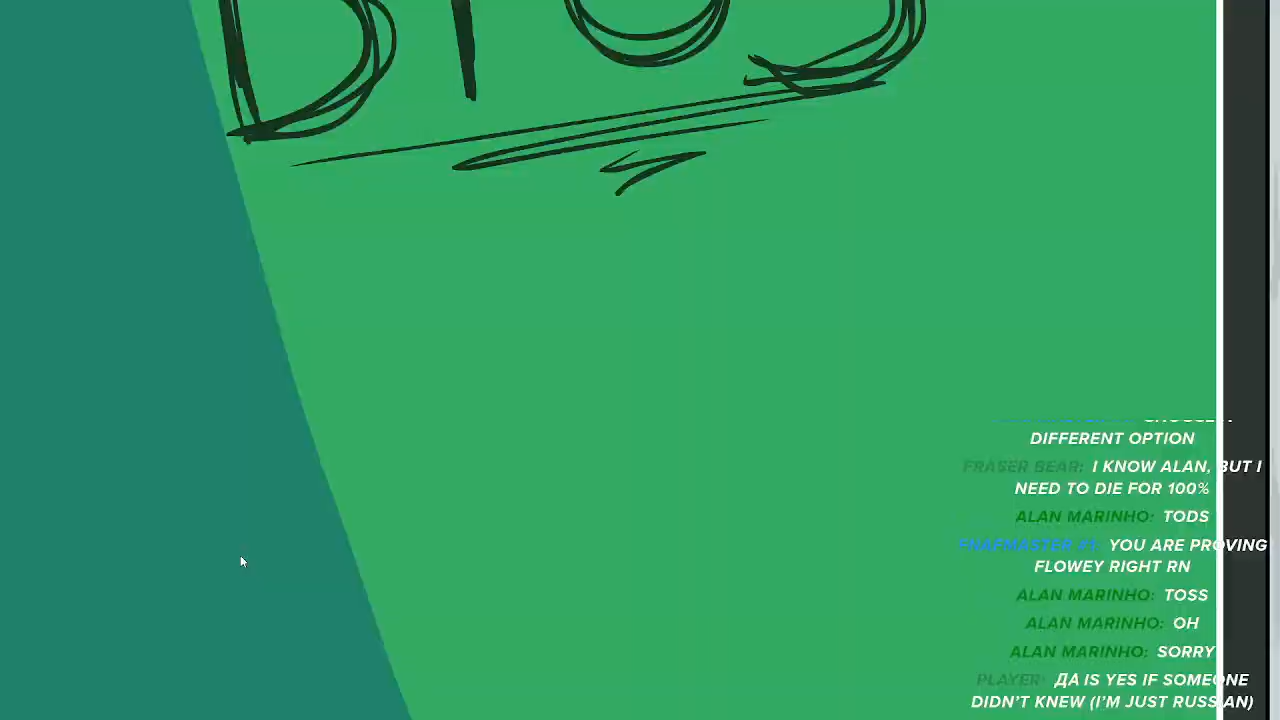 DIFFERENT OPTION
FRASER BEAR: I KNOW ALAN, BUT I
NEED TO DIE FOR 100%
ALAN MARINHO: TODS
FNAFMASTER #1: YOU ARE PROVING
FLOWEY RIGHT RN
ALAN MARINHO: TOSS
ALAN MARINHO: OH
ALAN MARINHO: SORRY
PLAYER: ДА IS YES IF SOMEONE
DIDN'T KNEW (I'M JUST RUSSIAN)